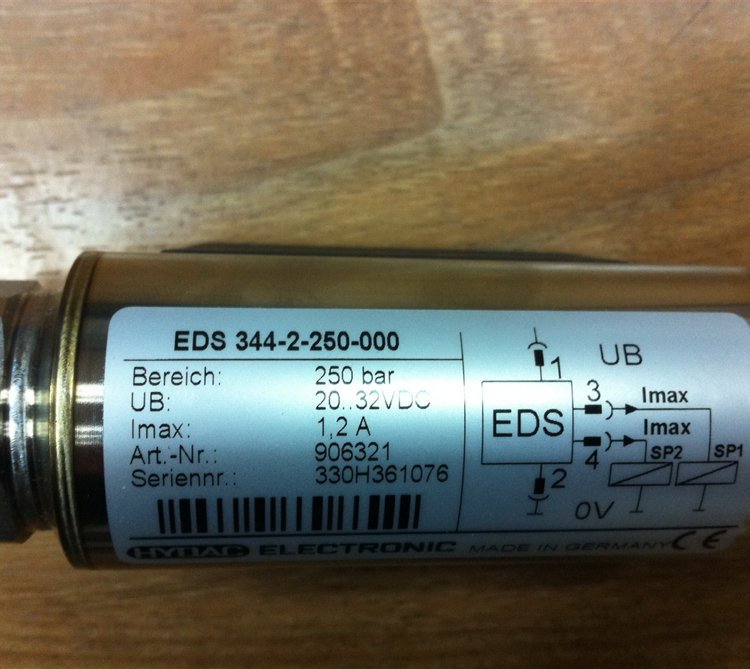 EDS 344-2-250-000
Bereich: 250 bar
UB: 20..32VDC
Imax: 1,2 A
Art.-Nr.: 906321
Seriennr.: 330H361076
HYDAC ELECTRONIC MADE IN GERMANY CE
1 UB
3 Imax
EDS Imax
4 SP2 SP1
2
0V